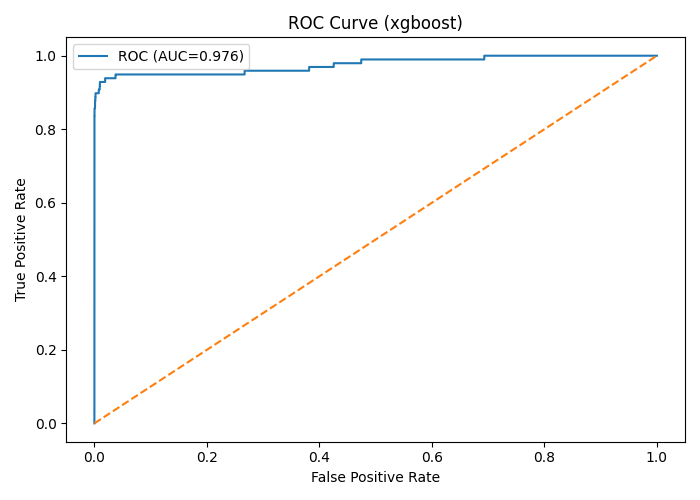 ROC Curve (xgboost)
ROC (AUC=0.976)
True Positive Rate
1.0
0.8
0.6
0.4
0.2
0.0
0.0 0.2 0.4 0.6 0.8 1.0
False Positive Rate